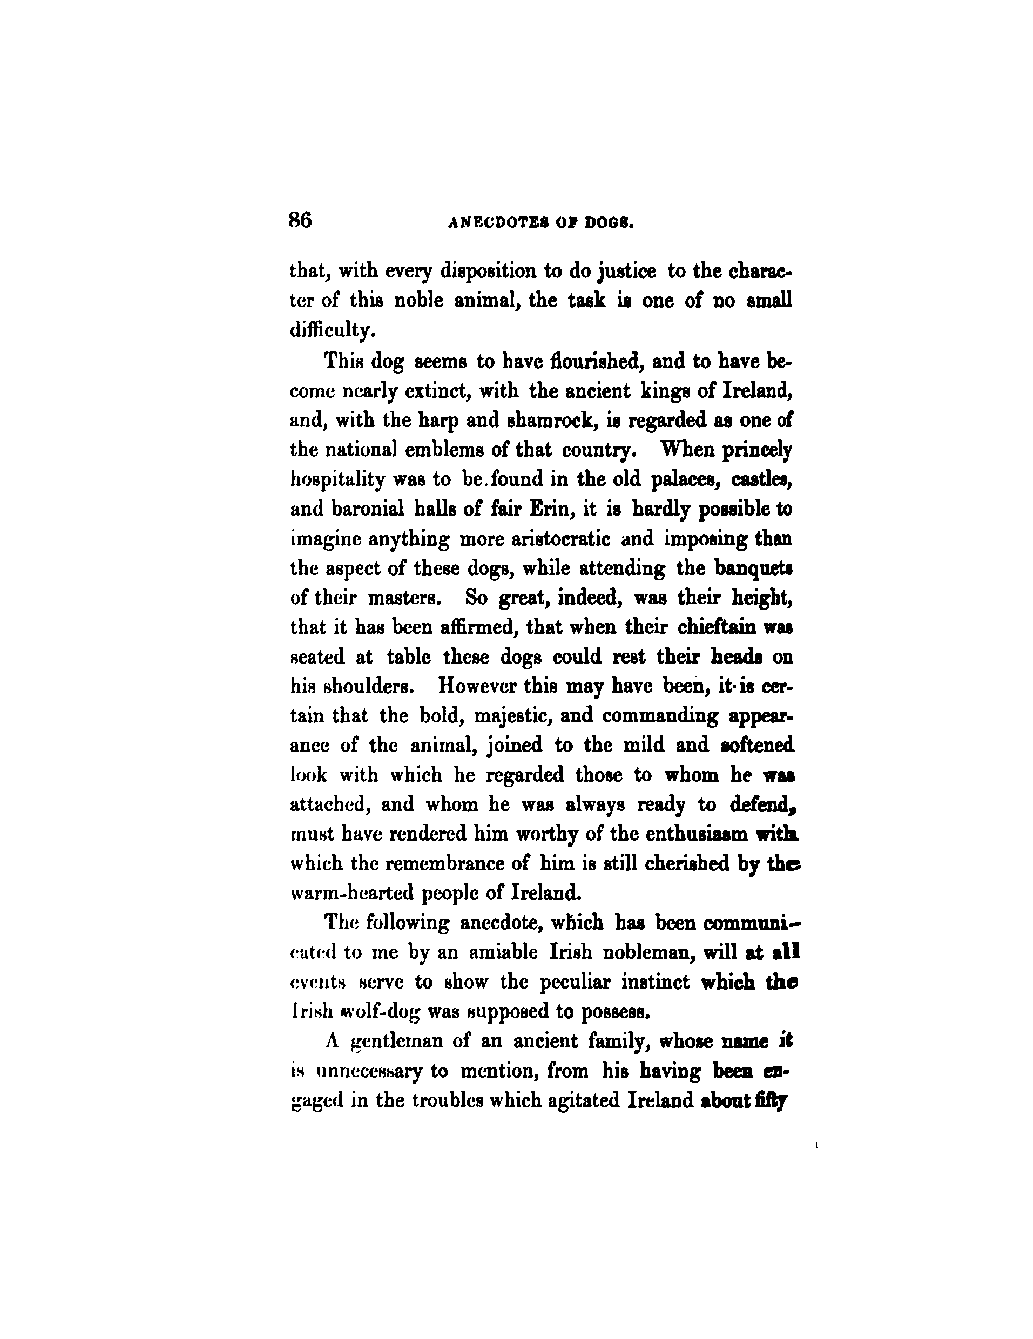 86 ANECDOTES OF DOGS.
that, with every disposition to do justice to the charac-
ter of this noble animal, the task is one of no small
difficulty.
This dog seems to have flourished, and to have be-
come nearly extinct, with the ancient kings of Ireland,
and, with the harp and shamrock, is regarded as one of
the national emblems of that country. When princely
hospitality was to be.found in the old palaces, castles,
and baronial halls of fair Erin, it is hardly possible to
imagine anything more aristocratic and imposing than
the aspect of these dogs, while attending the banquets
of their masters. So great, indeed, was their height,
that it has been affirmed, that when their chieftain was
seated at table these dogs could rest their heads on
his shoulders. However this may have been, it is cer-
tain that the bold, majestic, and commanding appear-
ance of the animal, joined to the mild and softened
look with which he regarded those to whom he was
attached, and whom he was always ready to defend,
must have rendered him worthy of the enthusiasm with
which the remembrance of him is still cherished by the
warm-hearted people of Ireland.
The following anecdote, which has been communi-
cated to me by an amiable Irish nobleman, will at all
events serve to show the peculiar instinct which the
Irish wolf-dog was supposed to possess.
A gentleman of an ancient family, whose name it
is unnecessary to mention, from his having been en-
gaged in the troubles which agitated Ireland about fifty